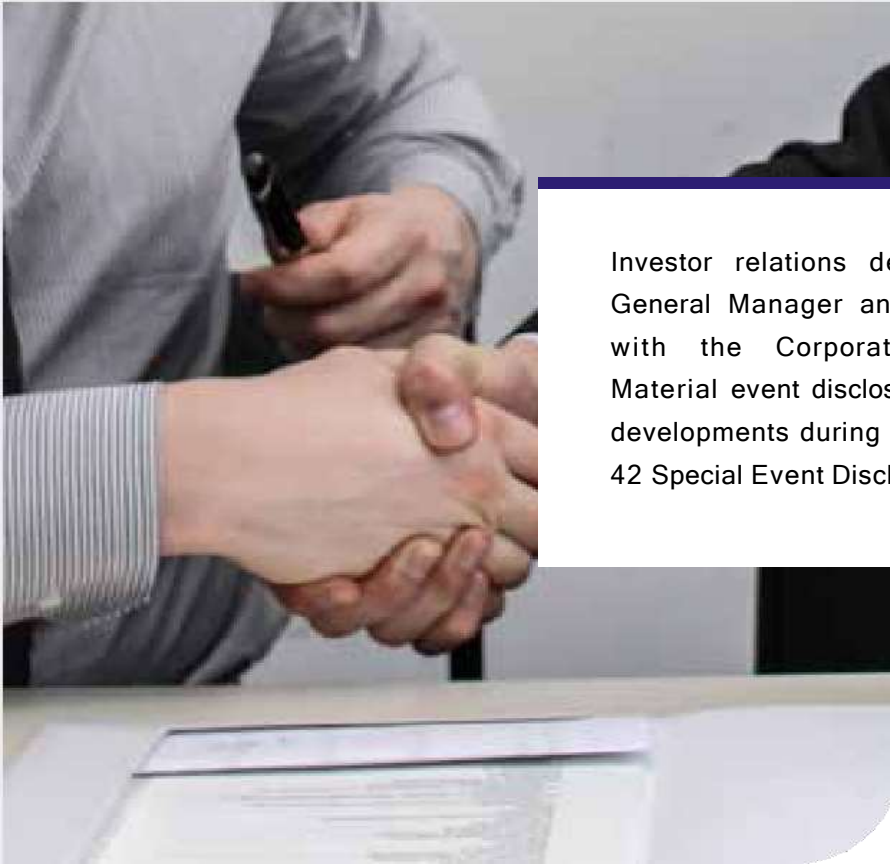 Investor relations de
General Manager an
with the Corporat
Material event disclos
developments during
42 Special Event Discl